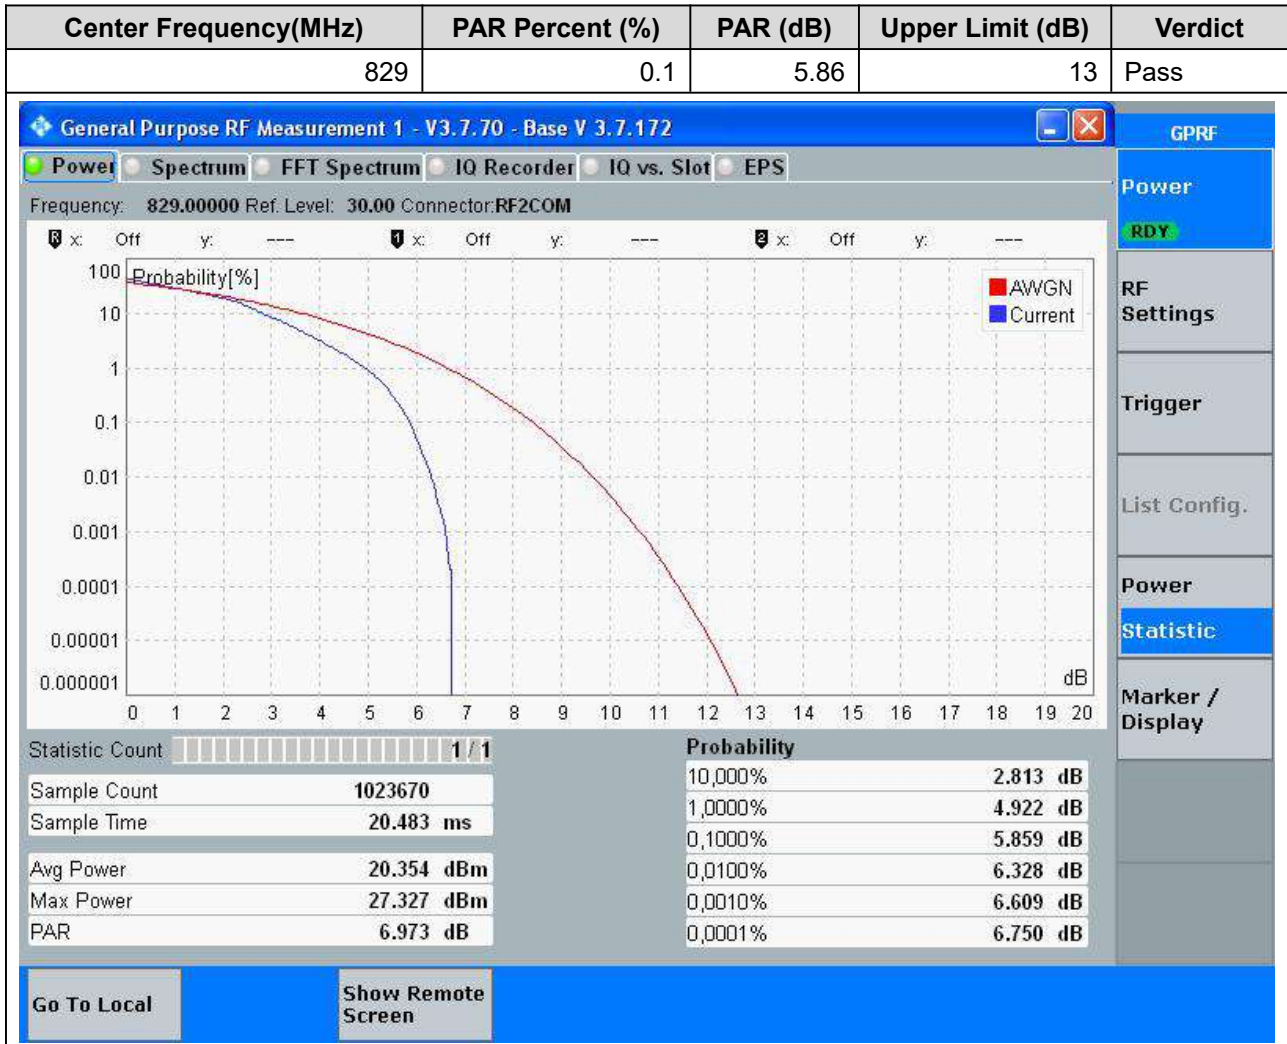 Center Frequency(MHz) PAR Percent (%) PAR (dB) Upper Limit (dB) Verdict
829 0.1 5.86 13 Pass
General Purpose RF Measurement 1 - V3.7.70 - Base V 3.7.172
GPRF
Power Spectrum FFT Spectrum IQ Recorder IQ vs. Slot EPS
Power
RDY
Frequency: 829.00000 Ref. Level: 30.00 Connector:RF2COM
R x: Off y: --- 1 x: Off y: --- 2 x: Off y: ---
Probability[%]
AWGN
Current
100
10
1
0.1
0.01
0.001
0.0001
0.00001
0.000001
dB
0 1 2 3 4 5 6 7 8 9 10 11 12 13 14 15 16 17 18 19 20
RF
Settings
Trigger
List Config.
Power
Statistic
Marker /
Display
Statistic Count 1 / 1
Sample Count 1023670
Sample Time 20.483 ms
Avg Power 20.354 dBm
Max Power 27.327 dBm
PAR 6.973 dB
Probability
10,000% 2.813 dB
1,0000% 4.922 dB
0,1000% 5.859 dB
0,0100% 6.328 dB
0,0010% 6.609 dB
0,0001% 6.750 dB
Go To Local
Show Remote
Screen